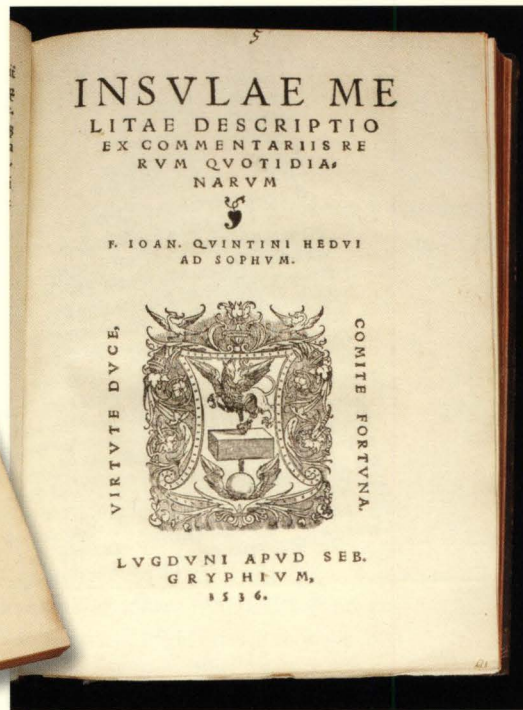 5
INSVLAE ME
LITAE DESCRIPTIO
EX COMMENTARIIS RE
RVM QVOTIDIA-
NARVM
F. IOAN. QVINTINI HEDVI
AD SOPHVM.
VIRTVTE DVCE,
COMITE FORTVNA.
LVGDVNI APVD SEB.
GRYPHIVM,
1536.